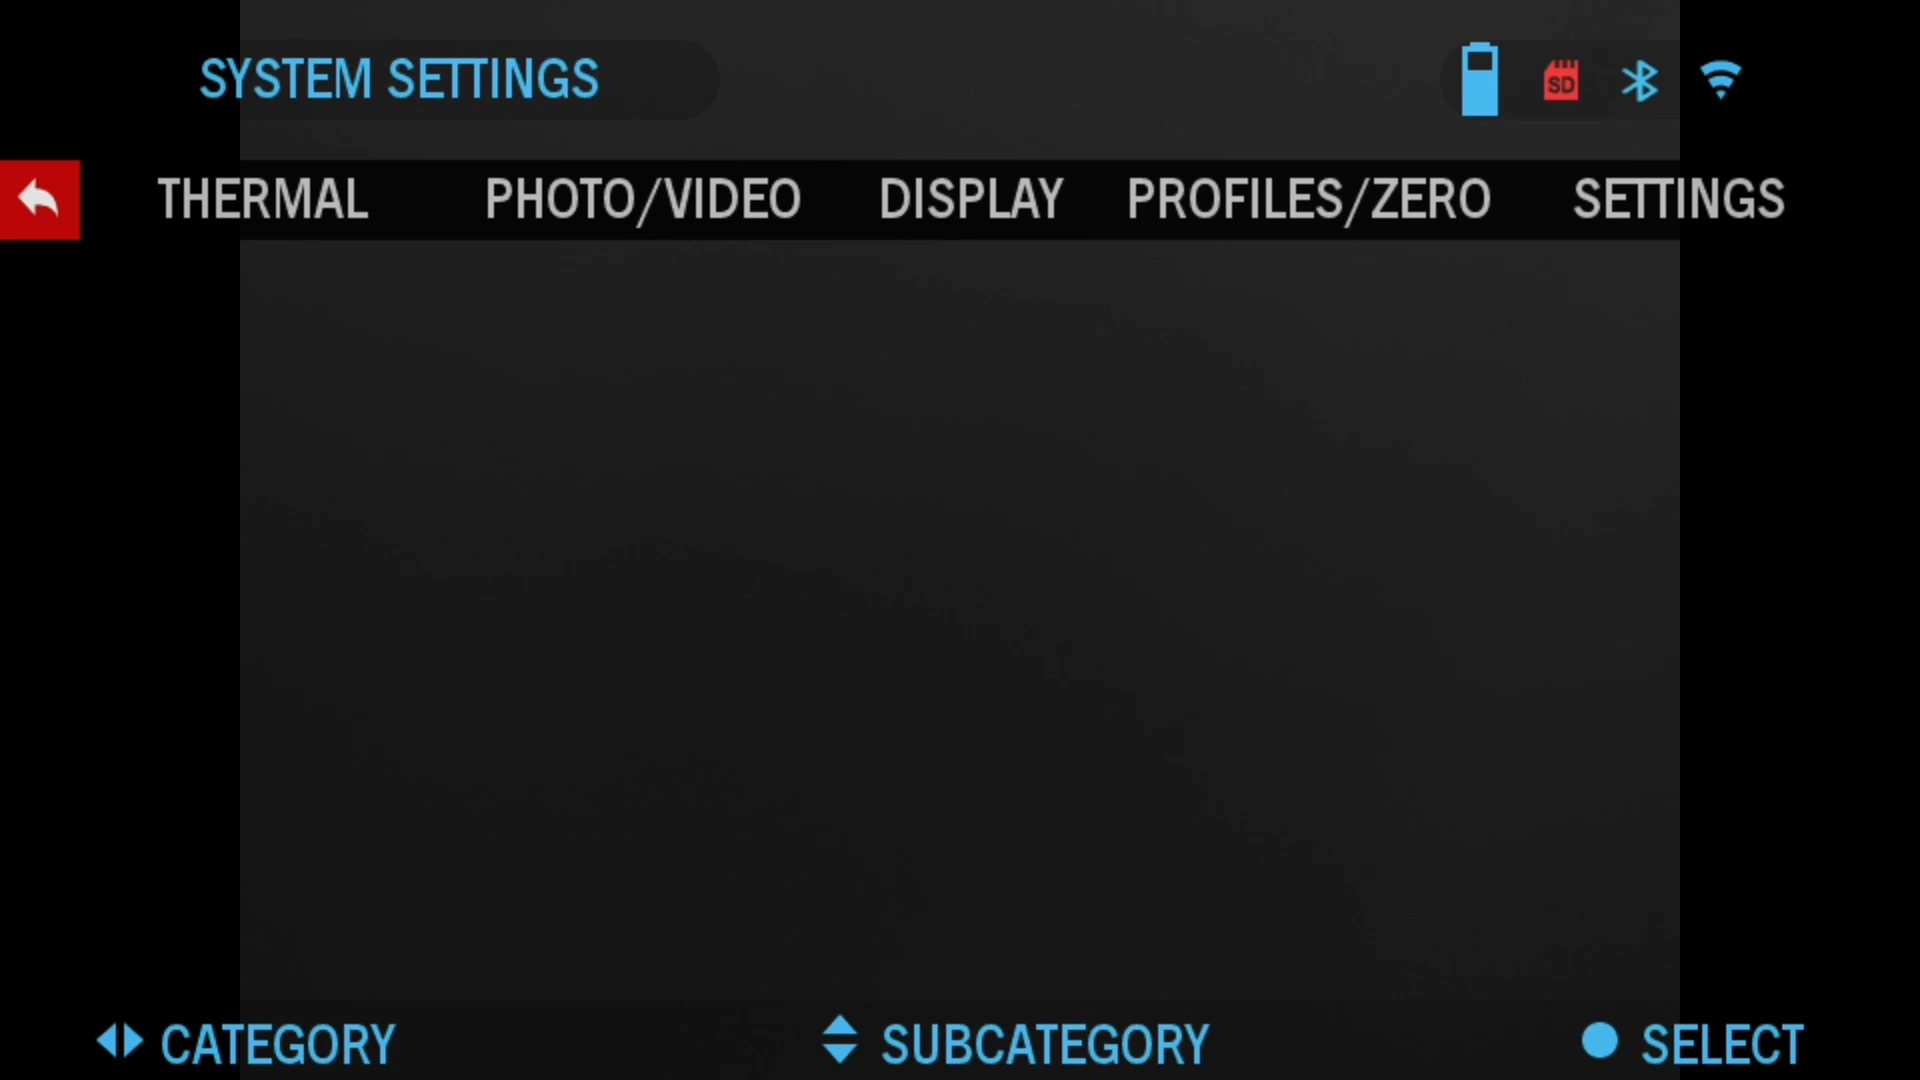 SYSTEM SETTINGS
SD
THERMAL PHOTO/VIDEO DISPLAY PROFILES/ZERO SETTINGS
CATEGORY SUBCATEGORY SELECT